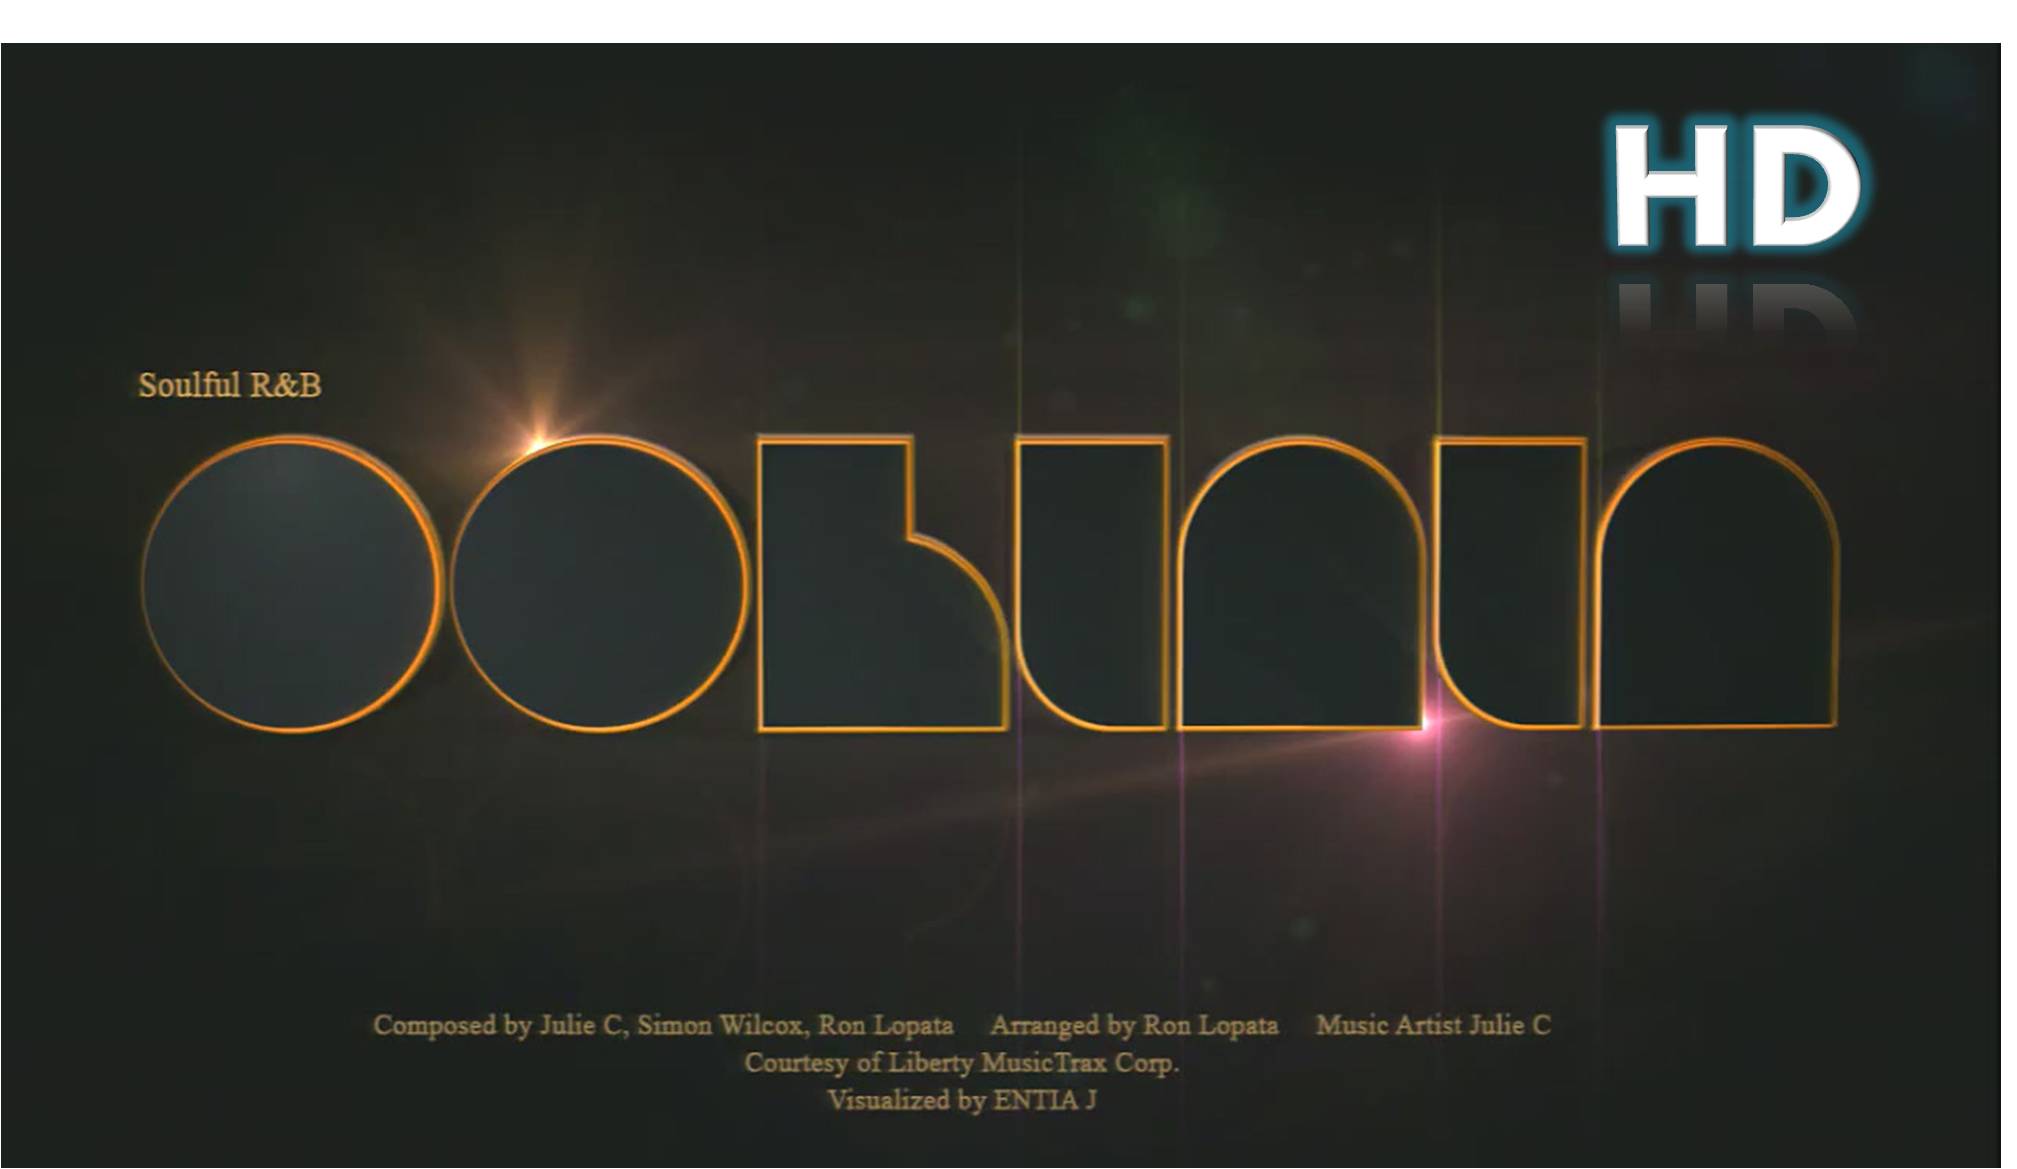 HD
Soulful R&B
Composed by Julie C, Simon Wilcox, Ron Lopata Arranged by Ron Lopata Music Artist Julie C
Courtesy of Liberty MusicTrax Corp.
Visualized by ENTIA J